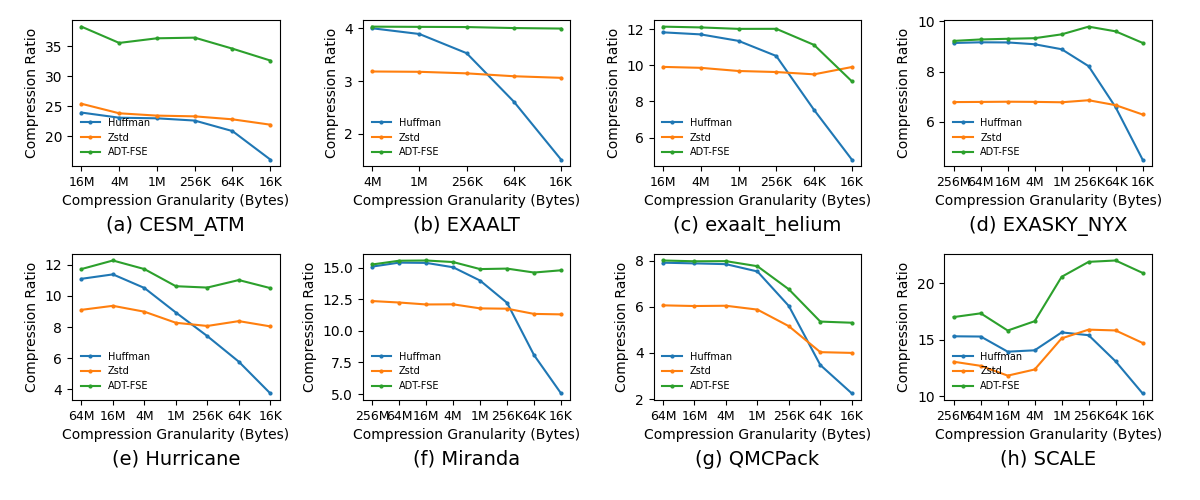 Compression Ratio
35
30
25
20
Huffman
Zstd
ADT-FSE
16M 4M 1M 256K 64K 16K
Compression Granularity (Bytes)
(a) CESM_ATM
Compression Ratio
4
3
2
Huffman
Zstd
ADT-FSE
4M 1M 256K 64K 16K
Compression Granularity (Bytes)
(b) EXAALT
Compression Ratio
12
10
8
6
Huffman
Zstd
ADT-FSE
16M 4M 1M 256K 64K 16K
Compression Granularity (Bytes)
(c) exaalt_helium
Compression Ratio
10
8
6
Huffman
Zstd
ADT-FSE
256M 64M 16M 4M 1M 256K 64K 16K
Compression Granularity (Bytes)
(d) EXASKY_NYX
Compression Ratio
12
10
8
6
4
Huffman
Zstd
ADT-FSE
64M 16M 4M 1M 256K 64K 16K
Compression Granularity (Bytes)
(e) Hurricane
Compression Ratio
15.0
12.5
10.0
7.5
5.0
Huffman
Zstd
ADT-FSE
256M 64M 16M 4M 1M 256K 64K 16K
Compression Granularity (Bytes)
(f) Miranda
Compression Ratio
8
6
4
2
Huffman
Zstd
ADT-FSE
64M 16M 4M 1M 256K 64K 16K
Compression Granularity (Bytes)
(g) QMCPack
Compression Ratio
20
15
10
Huffman
Zstd
ADT-FSE
256M 64M 16M 4M 1M 256K 64K 16K
Compression Granularity (Bytes)
(h) SCALE